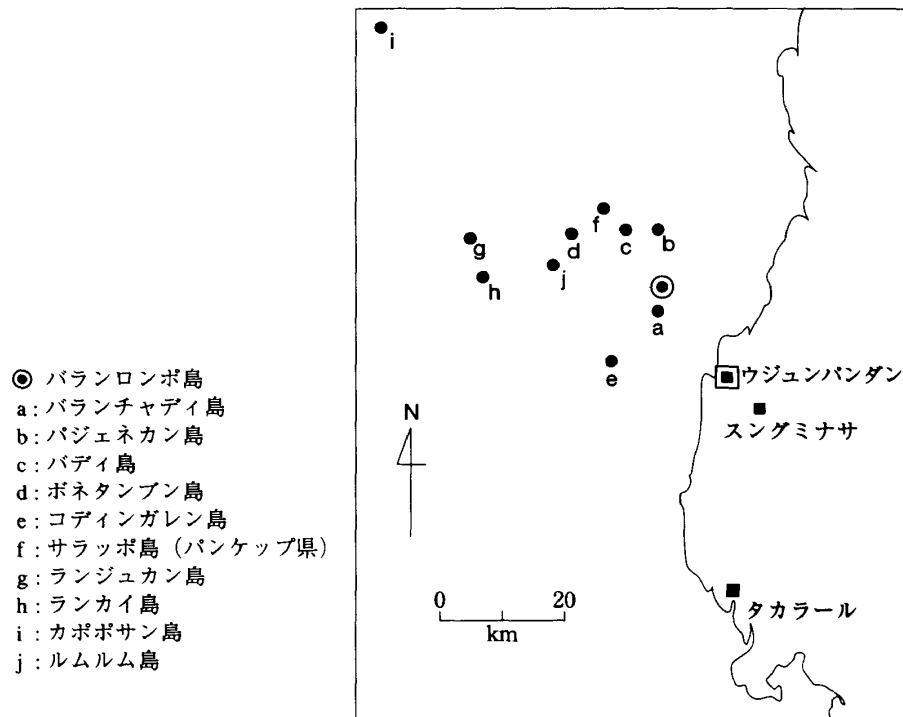 i
f
g
d
c
b
j
h
a
e
ウジュンパンダン
スングミナサ
N
タカラール
0 20
km
バランロンポ島
a:バランチャディ島
b:パジェネカン島
c:バディ島
d:ボネタンブン島
e:コディンガレン島
f:サラッポ島(パンケップ県)
g:ランジュカン島
h:ランカイ島
i:カポポサン島
j:ルムルム島